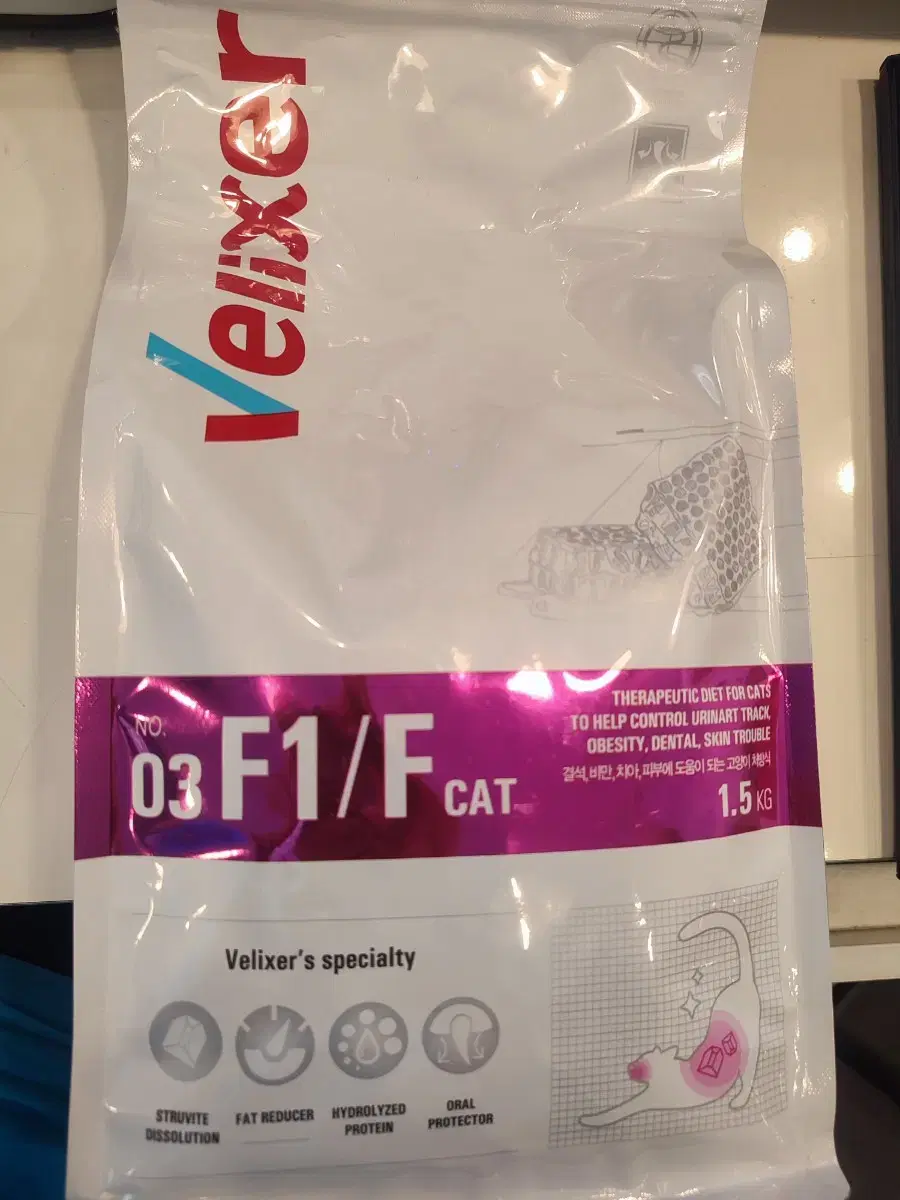 Velixer
NO.
03 F1/F CAT
THERAPEUTIC DIET FOR CATS
TO HELP CONTROL URINART TRACK,
OBESITY, DENTAL, SKIN TROUBLE
결석, 비만, 치아, 피부에 도움이 되는 고양이 처방식
1.5 KG
Velixer's specialty
STRUVITE
DISSOLUTION
FAT REDUCER
HYDROLYZED
PROTEIN
ORAL
PROTECTOR